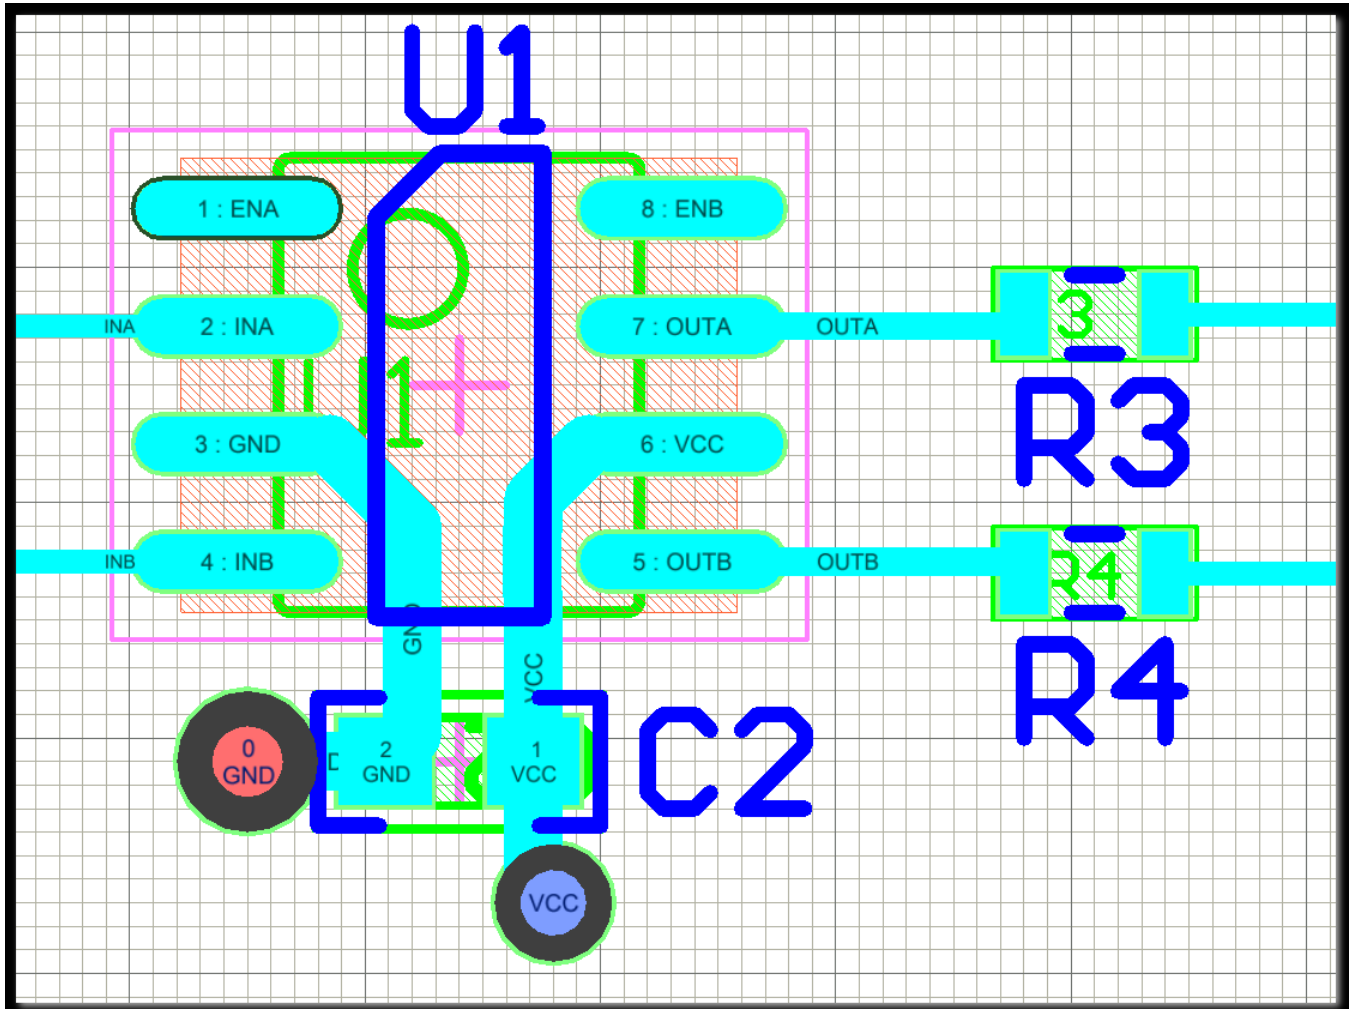 U1
1 : ENA
8 : ENB
INA
2 : INA
7 : OUTA
OUTA
3
R3
1
3 : GND
6 : VCC
INB
4 : INB
5 : OUTB
OUTB
R4
R4
GND
VCC
0
GND
2
GND
1
VCC
C2
VCC